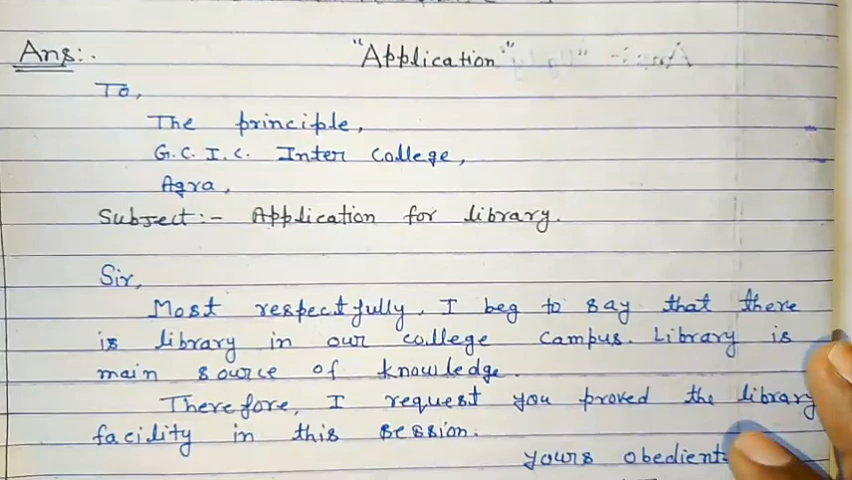 Ans:.
"Application"
To,
The principle,
G.C.I.C. Inter college,
Agra,
Subject:- Application for library.
Sir,
Most respectfully, I beg to say that there
is library in our college campus. Library is
main source of knowledge.
Therefore, I request you proved the library
facility in this session.
yours obedient